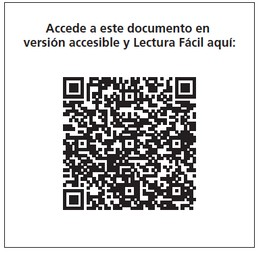 Accede a este documento en
versión accesible y Lectura Fácil aquí: